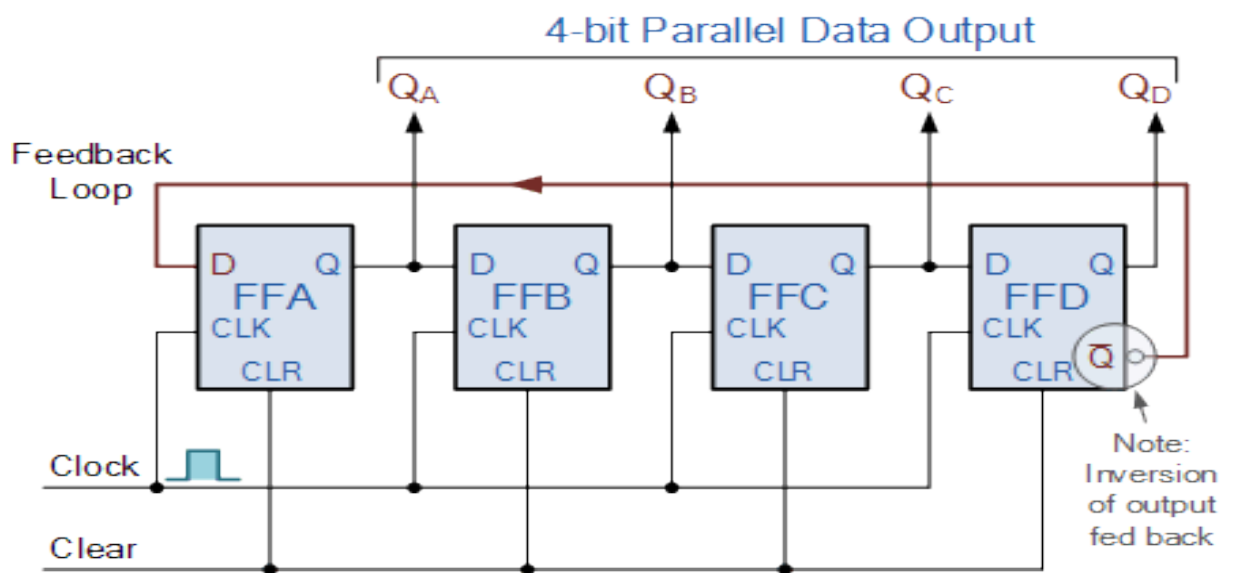 4-bit Parallel Data Output
QA QB QC QD
Feedback
Loop
D Q D Q D Q D Q
FFA FFB FFC FFD
CLK CLK CLK CLK
Q̅
CLR CLR CLR CLR
Clock
Clear
Note:
Inversion
of output
fed back